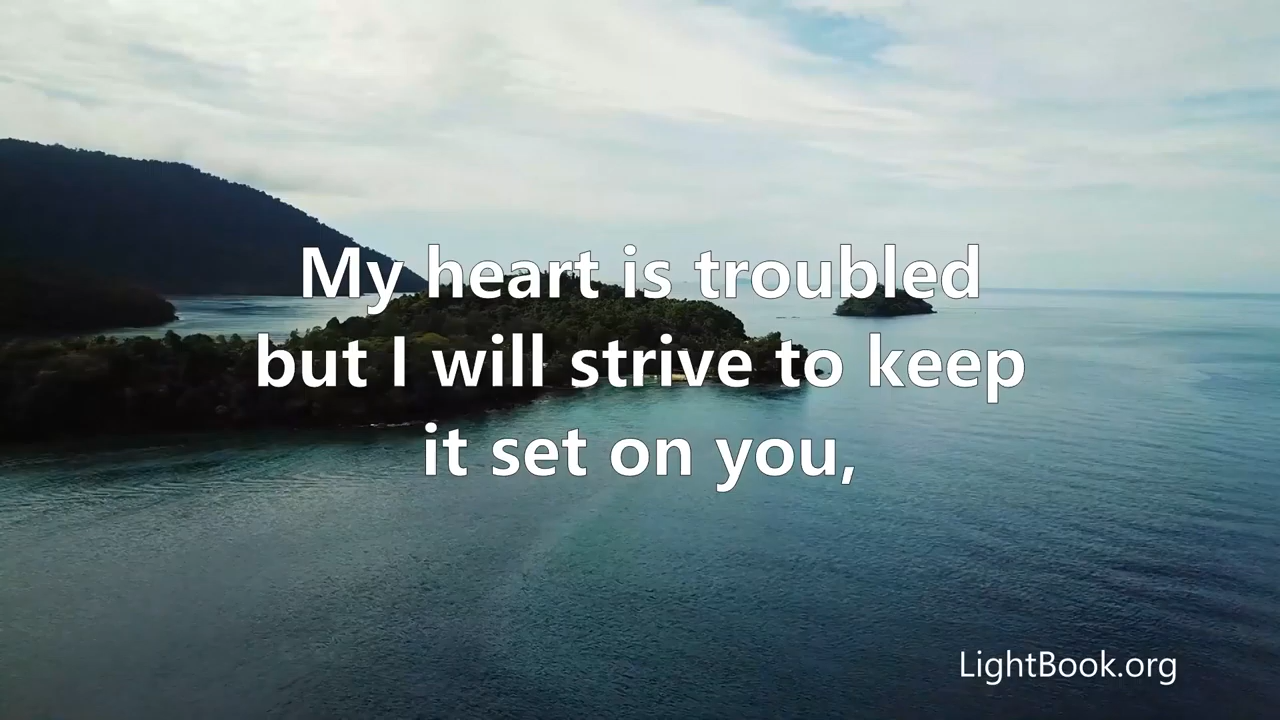 My heart is troubled
but I will strive to keep
it set on you,
LightBook.org